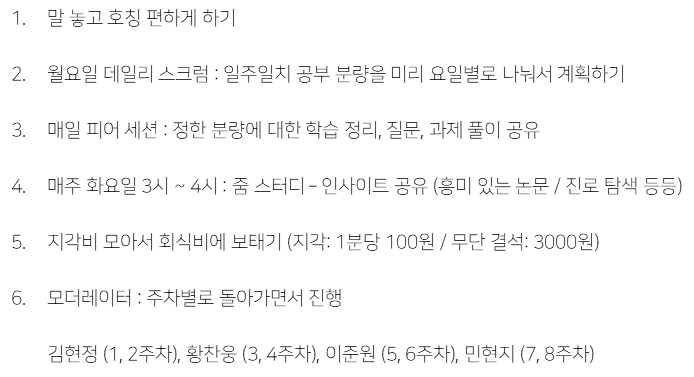 1. 말 놓고 호칭 편하게 하기
2. 월요일 데일리 스크럼 : 일주일치 공부 분량을 미리 요일별로 나눠서 계획하기
3. 매일 피어 세션 : 정한 분량에 대한 학습 정리, 질문, 과제 풀이 공유
4. 매주 화요일 3시 ~ 4시 : 줌 스터디 – 인사이트 공유 (흥미 있는 논문 / 진로 탐색 등등)
5. 지각비 모아서 회식비에 보태기 (지각: 1분당 100원 / 무단 결석: 3000원)
6. 모더레이터 : 주차별로 돌아가면서 진행
김현정 (1, 2주차), 황찬웅 (3, 4주차), 이준원 (5, 6주차), 민현지 (7, 8주차)